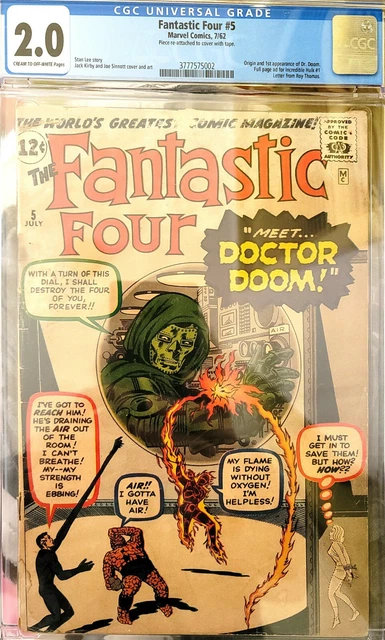 CGC UNIVERSAL GRADE
2.0
CREAM TO OFF-WHITE Pages
Fantastic Four #5
Marvel Comics, 7/62
Piece re-attached to cover with tape.
Stan Lee story
Jack Kirby and Joe Sinnott cover and art
3777575002
Origin and 1st appearance of Dr. Doom.
Full page ad for Incredible Hulk #1
Letter from Roy Thomas.
CGC
THE WORLD'S GREATEST COMIC MAGAZINE!
12¢
THE Fantastic
Four
5
JULY
APPROVED
BY THE
COMICS
CODE
AUTHORITY
MC
"MEET...
DOCTOR
DOOM!"
WITH A TURN OF THIS
DIAL, I SHALL
DESTROY THE FOUR
OF YOU,
FOREVER!!
AIR
I'VE GOT TO
REACH HIM!
HE'S DRAINING
THE AIR OUT
OF THE
ROOM!
I CAN'T
BREATHE!
MY--MY
STRENGTH
IS
EBBING!
AIR!!
I GOTTA
HAVE
AIR!
MY FLAME
IS DYING
WITHOUT
OXYGEN!
I'M
HELPLESS!
I MUST
GET IN TO
SAVE THEM!
BUT HOW?
HOW??